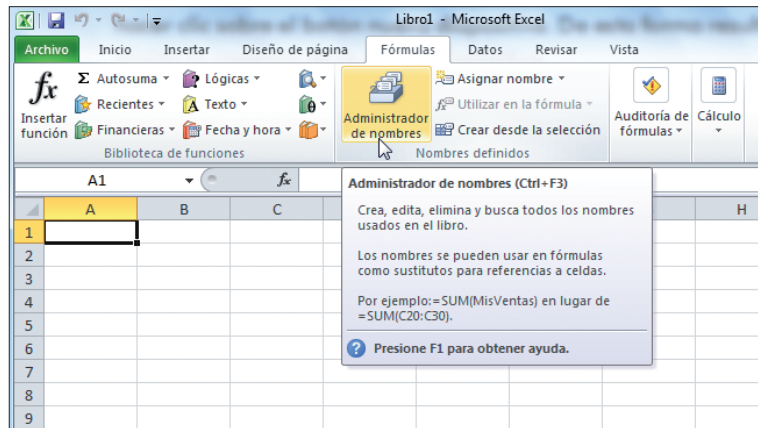 Libro1 - Microsoft Excel
Archivo Inicio Insertar Diseño de página Fórmulas Datos Revisar Vista
fx
Insertar función
Σ Autosuma
Recientes
Financieras
Lógicas
Texto
Fecha y hora
Biblioteca de funciones
Administrador
de nombres
Asignar nombre
Utilizar en la fórmula
Crear desde la selección
Nombres definidos
Auditoría de
fórmulas
Cálculo
A1 fx
A B C H
1
2
3
4
5
6
7
8
9
Administrador de nombres (Ctrl+F3)
Crea, edita, elimina y busca todos los nombres
usados en el libro.
Los nombres se pueden usar en fórmulas
como sustitutos para referencias a celdas.
Por ejemplo:=SUM(MisVentas) en lugar de
=SUM(C20:C30).
Presione F1 para obtener ayuda.